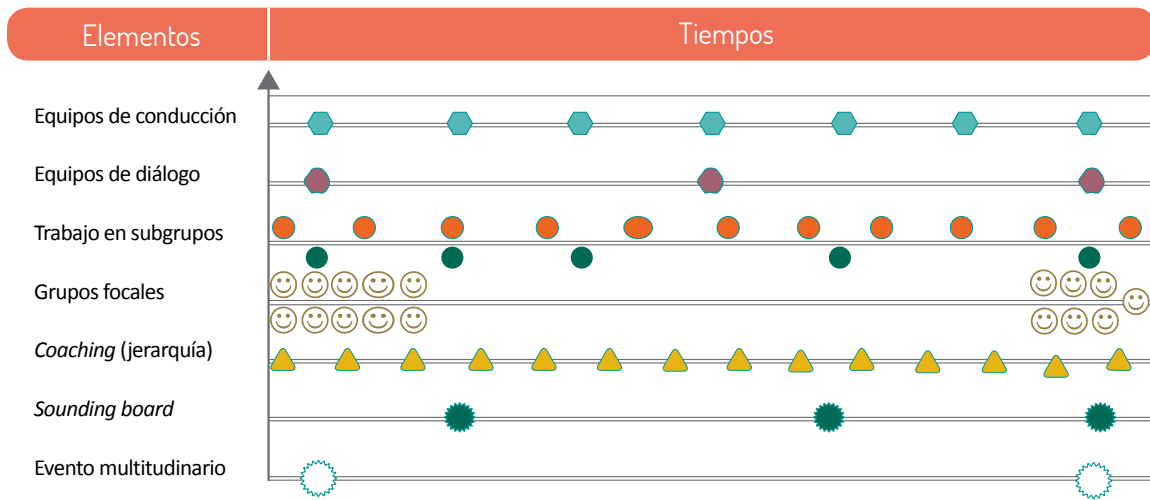 Elementos
Tiempos
Equipos de conducción
Equipos de diálogo
Trabajo en subgrupos
Grupos focales
Coaching (jerarquía)
Sounding board
Evento multitudinario